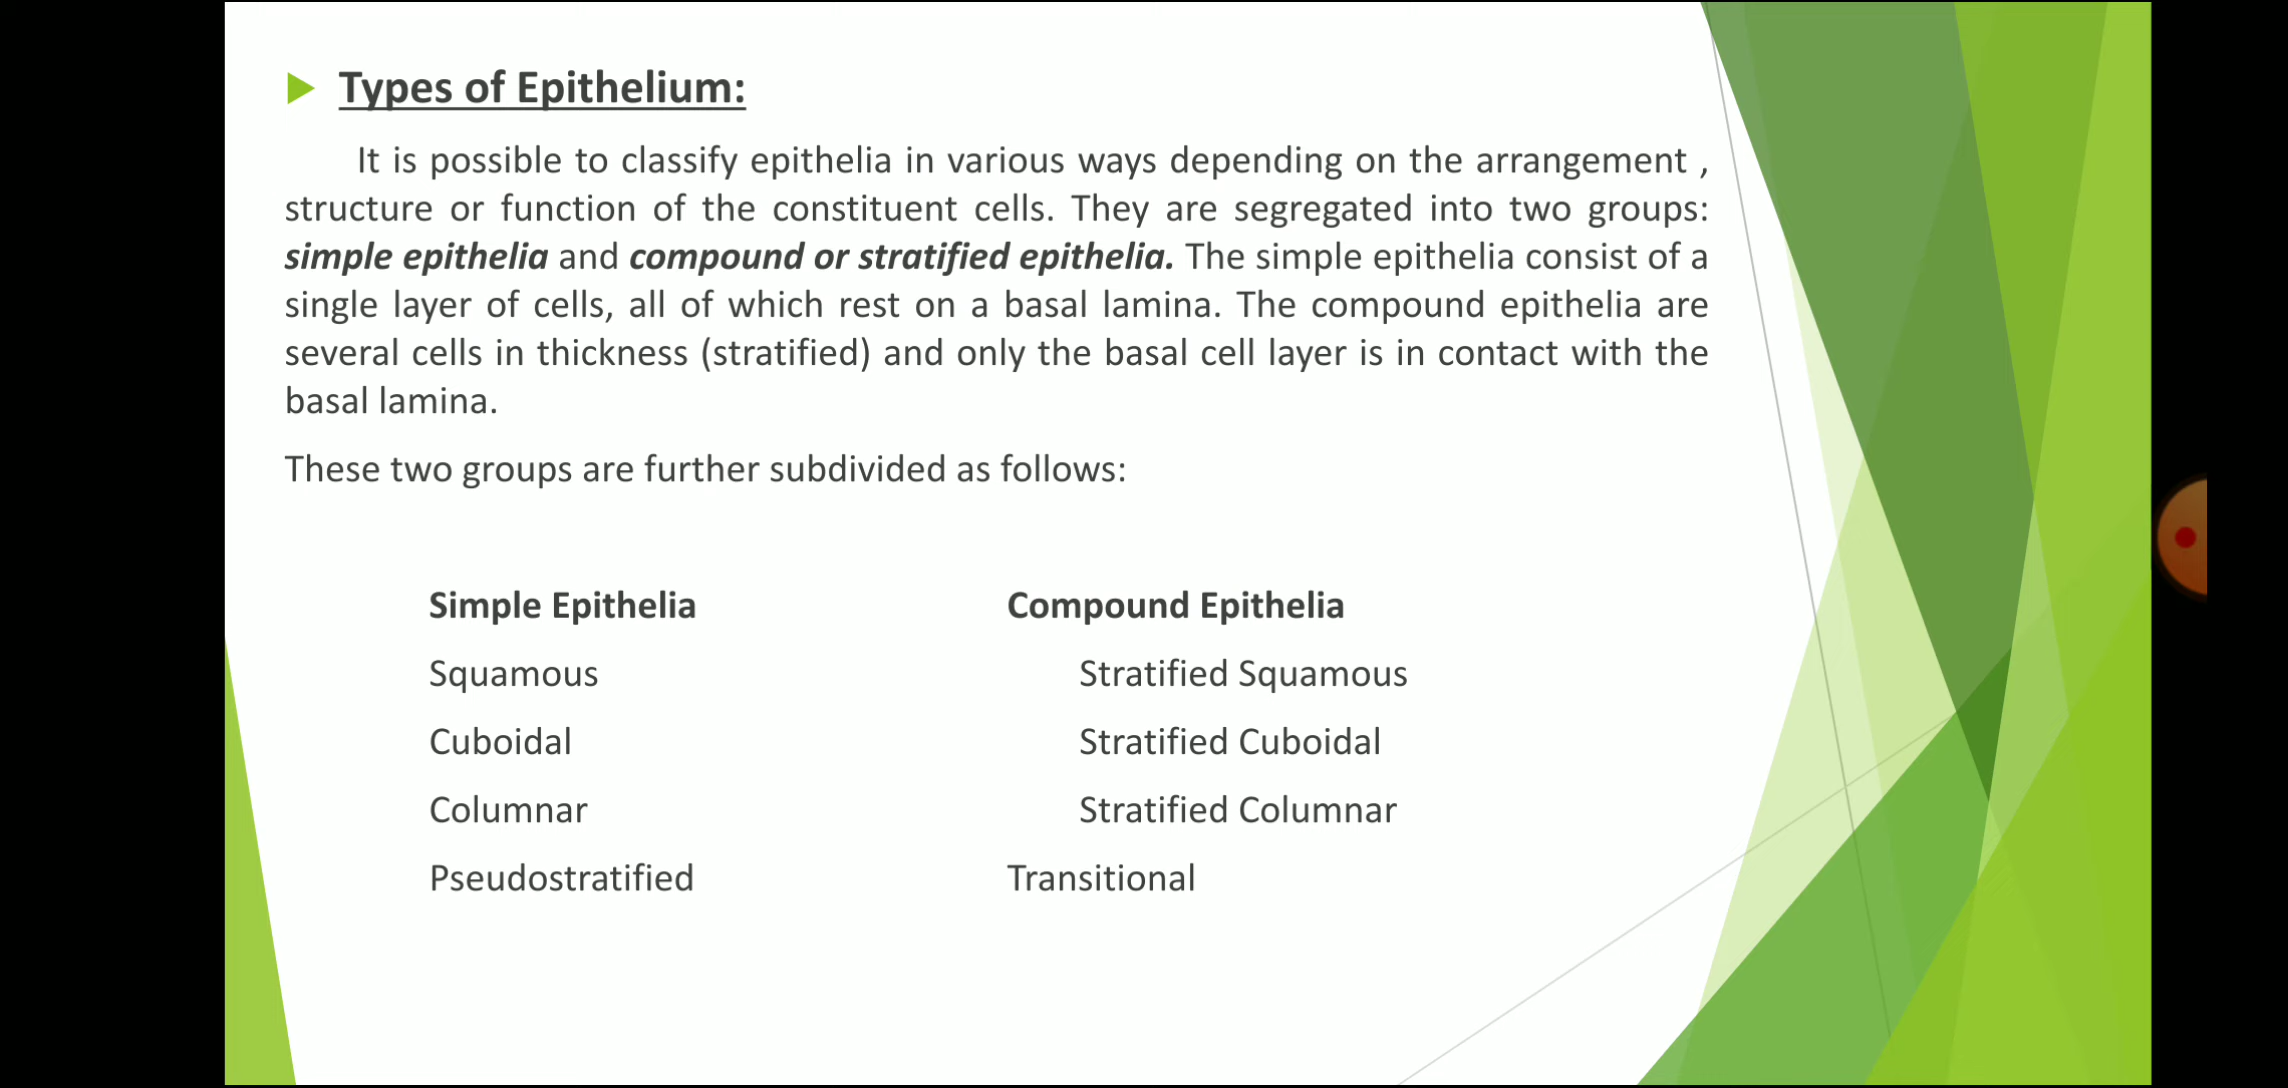 Types of Epithelium:
It is possible to classify epithelia in various ways depending on the arrangement ,
structure or function of the constituent cells. They are segregated into two groups:
simple epithelia and compound or stratified epithelia. The simple epithelia consist of a
single layer of cells, all of which rest on a basal lamina. The compound epithelia are
several cells in thickness (stratified) and only the basal cell layer is in contact with the
basal lamina.
These two groups are further subdivided as follows:
Simple Epithelia Compound Epithelia
Squamous Stratified Squamous
Cuboidal Stratified Cuboidal
Columnar Stratified Columnar
Pseudostratified Transitional